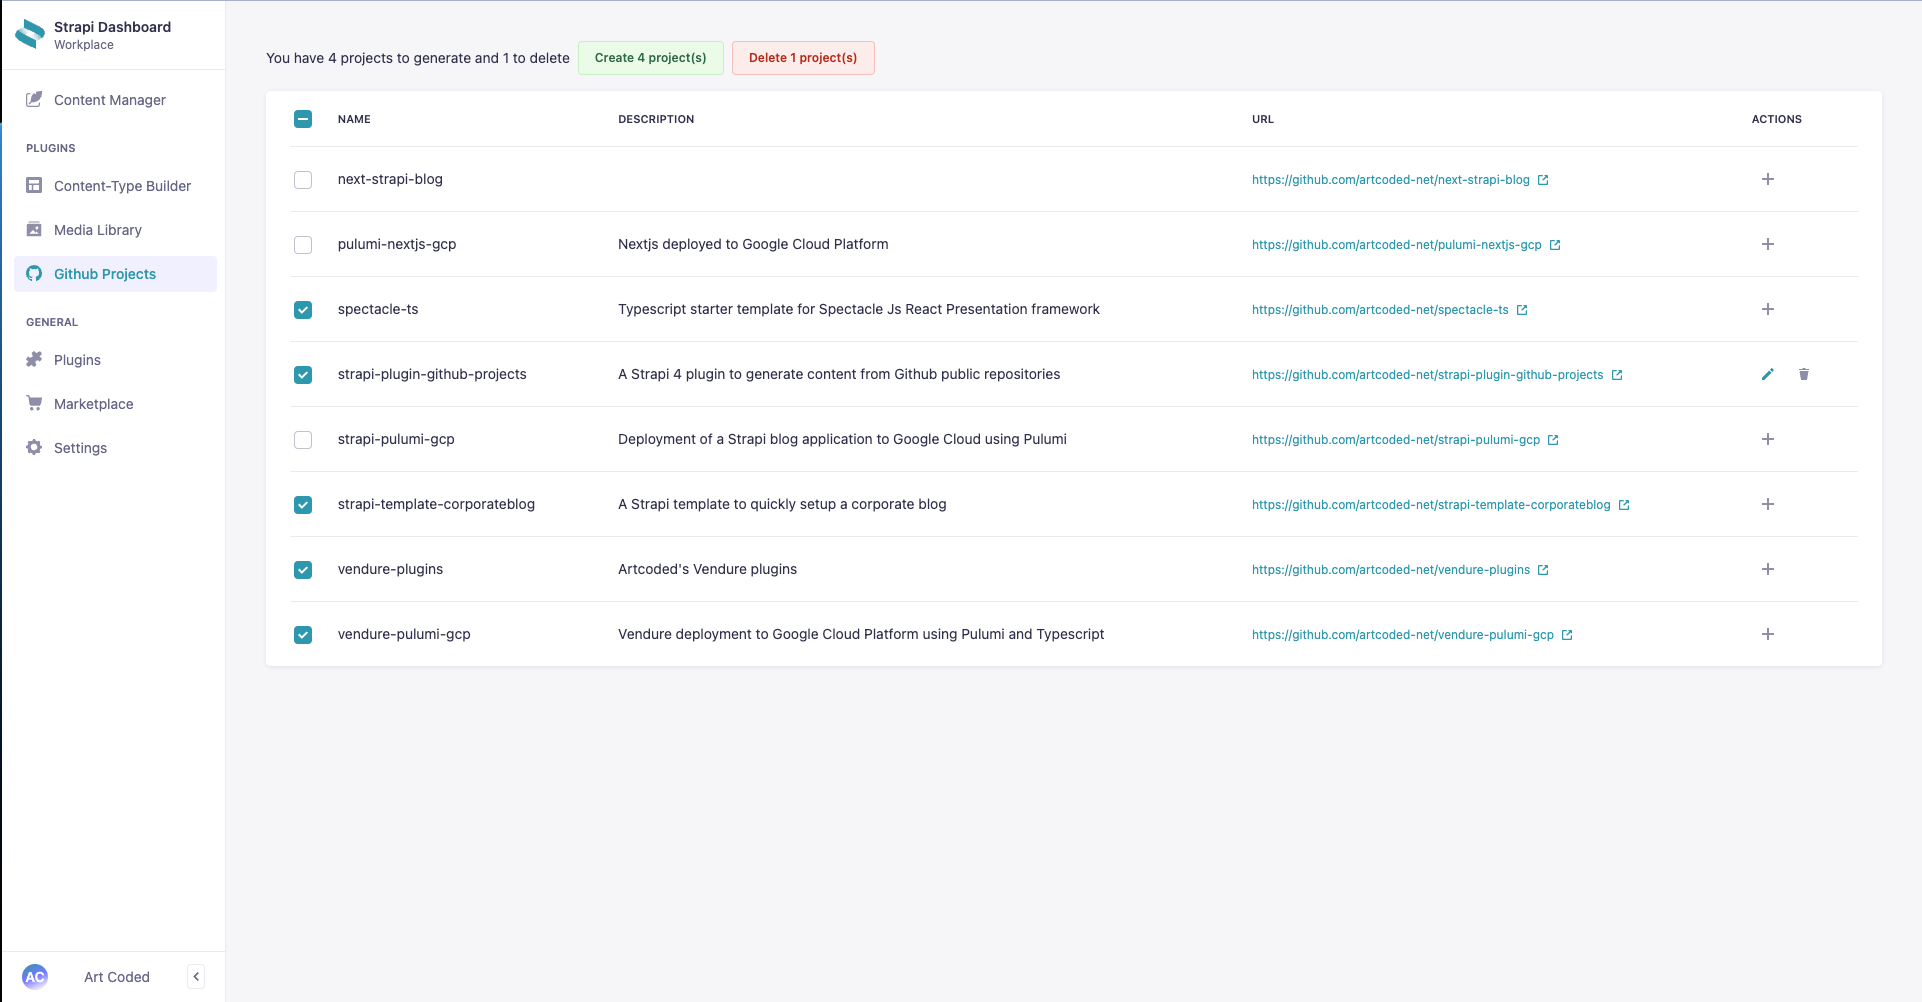 Strapi Dashboard
Workplace
Content Manager
PLUGINS
Content-Type Builder
Media Library
Github Projects
GENERAL
Plugins
Marketplace
Settings
AC Art Coded
You have 4 projects to generate and 1 to delete Create 4 project(s) Delete 1 project(s)
NAME DESCRIPTION URL ACTIONS
next-strapi-blog https://github.com/artcoded-net/next-strapi-blog
pulumi-nextjs-gcp Nextjs deployed to Google Cloud Platform https://github.com/artcoded-net/pulumi-nextjs-gcp
spectacle-ts Typescript starter template for Spectacle Js React Presentation framework https://github.com/artcoded-net/spectacle-ts
strapi-plugin-github-projects A Strapi 4 plugin to generate content from Github public repositories https://github.com/artcoded-net/strapi-plugin-github-projects
strapi-pulumi-gcp Deployment of a Strapi blog application to Google Cloud using Pulumi https://github.com/artcoded-net/strapi-pulumi-gcp
strapi-template-corporateblog A Strapi template to quickly setup a corporate blog https://github.com/artcoded-net/strapi-template-corporateblog
vendure-plugins Artcoded's Vendure plugins https://github.com/artcoded-net/vendure-plugins
vendure-pulumi-gcp Vendure deployment to Google Cloud Platform using Pulumi and Typescript https://github.com/artcoded-net/vendure-pulumi-gcp